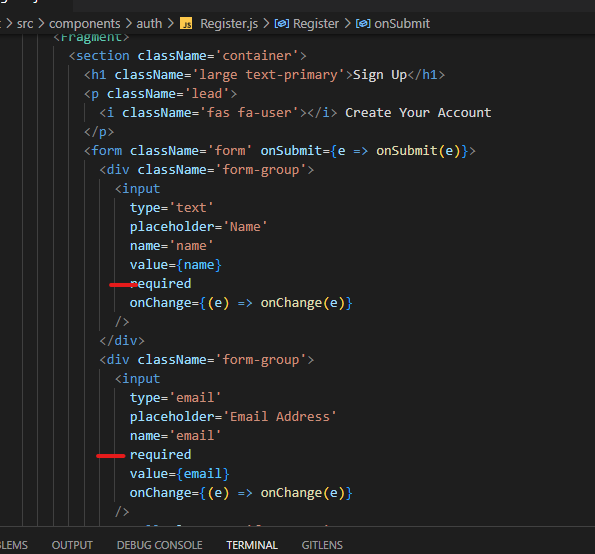 src > components > auth > JS Register.js > Register > onSubmit
<Fragment>
<section className='container'>
<h1 className='large text-primary'>Sign Up</h1>
<p className='lead'>
<i className='fas fa-user'></i> Create Your Account
</p>
<form className='form' onSubmit={e => onSubmit(e)}>
<div className='form-group'>
<input
type='text'
placeholder='Name'
name='name'
value={name}
required
onChange={(e) => onChange(e)}
/>
</div>
<div className='form-group'>
<input
type='email'
placeholder='Email Address'
name='email'
required
value={email}
onChange={(e) => onChange(e)}
/>
BLEMS OUTPUT DEBUG CONSOLE TERMINAL GITLENS